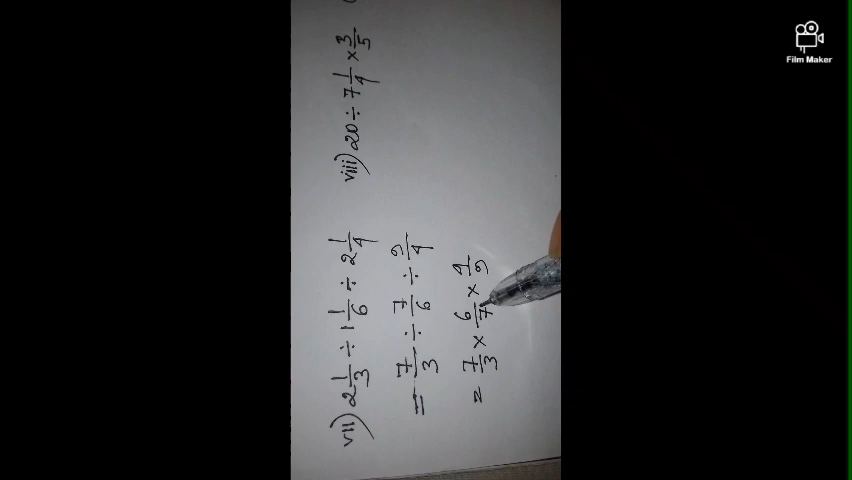 vii) 2 1/3 ÷ 1 1/6 ÷ 2 1/4
= 7/3 ÷ 7/6 ÷ 9/4
= 7/3 × 6/7 × 4/9
viii) 20 ÷ 7 1/4 × 3/5
Film Maker